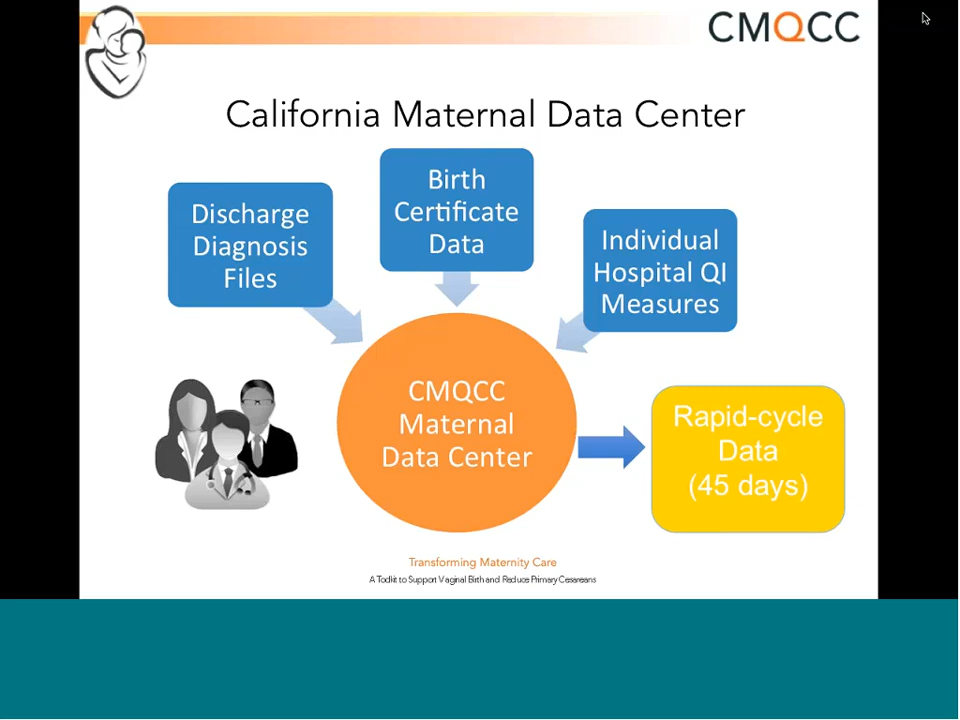 CMQCC
California Maternal Data Center
Discharge
Diagnosis
Files
Birth
Certificate
Data
Individual
Hospital QI
Measures
CMQCC
Maternal
Data Center
Rapid-cycle
Data
(45 days)
Transforming Maternity Care
A Toolkit to Support Vaginal Birth and Reduce Primary Cesareans